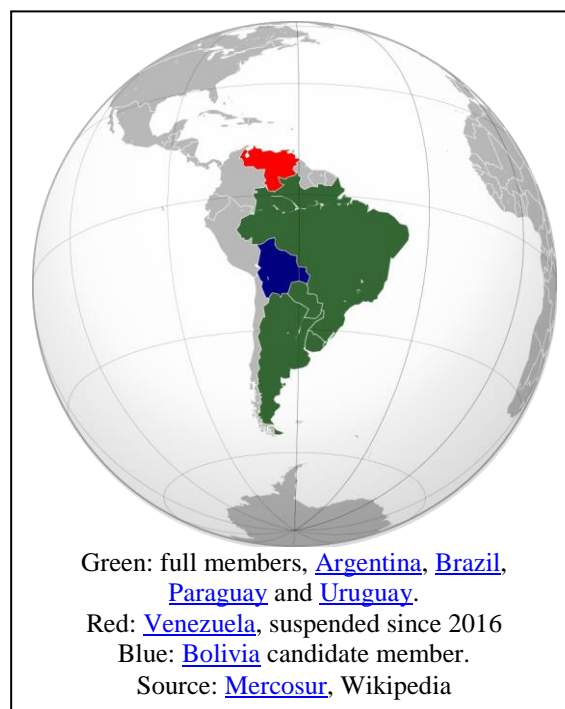 Green: full members, Argentina, Brazil,
Paraguay and Uruguay.
Red: Venezuela, suspended since 2016
Blue: Bolivia candidate member.
Source: Mercosur, Wikipedia